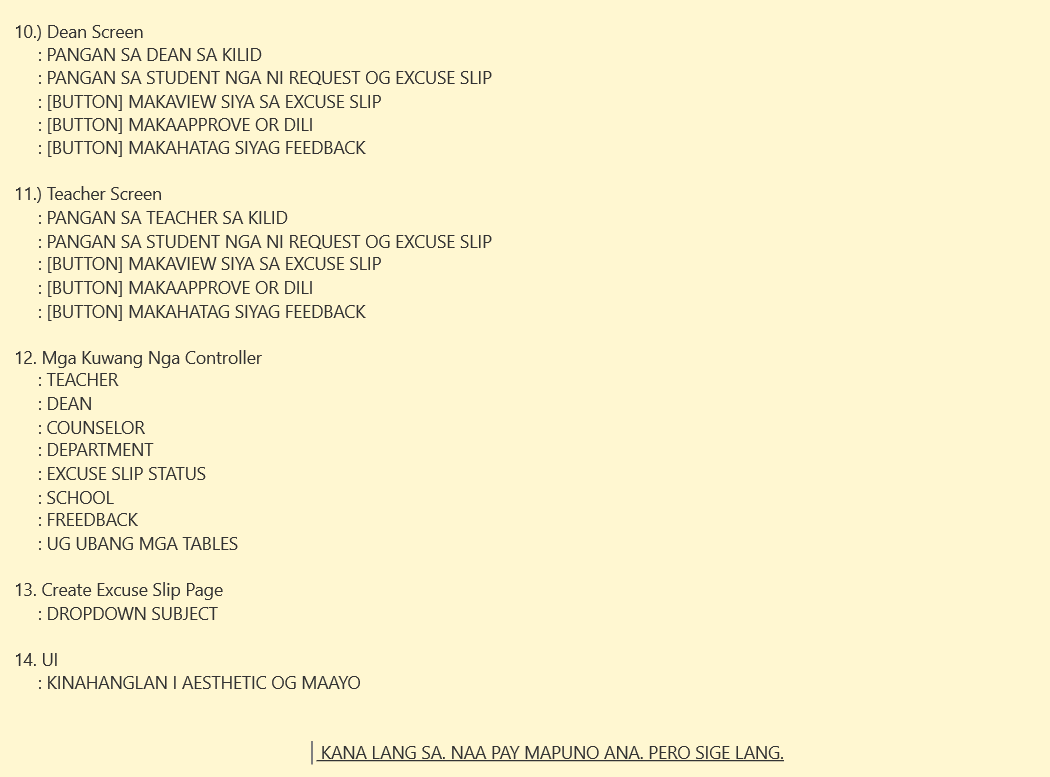 10.) Dean Screen
: PANGAN SA DEAN SA KILID
: PANGAN SA STUDENT NGA NI REQUEST OG EXCUSE SLIP
: [BUTTON] MAKAVIEW SIYA SA EXCUSE SLIP
: [BUTTON] MAKAAPPROVE OR DILI
: [BUTTON] MAKAHATAG SIYAG FEEDBACK
11.) Teacher Screen
: PANGAN SA TEACHER SA KILID
: PANGAN SA STUDENT NGA NI REQUEST OG EXCUSE SLIP
: [BUTTON] MAKAVIEW SIYA SA EXCUSE SLIP
: [BUTTON] MAKAAPPROVE OR DILI
: [BUTTON] MAKAHATAG SIYAG FEEDBACK
12. Mga Kuwang Nga Controller
: TEACHER
: DEAN
: COUNSELOR
: DEPARTMENT
: EXCUSE SLIP STATUS
: SCHOOL
: FREEDBACK
: UG UBANG MGA TABLES
13. Create Excuse Slip Page
: DROPDOWN SUBJECT
14. UI
: KINAHANGLAN I AESTHETIC OG MAAYO
KANA LANG SA. NAA PAY MAPUNO ANA. PERO SIGE LANG.